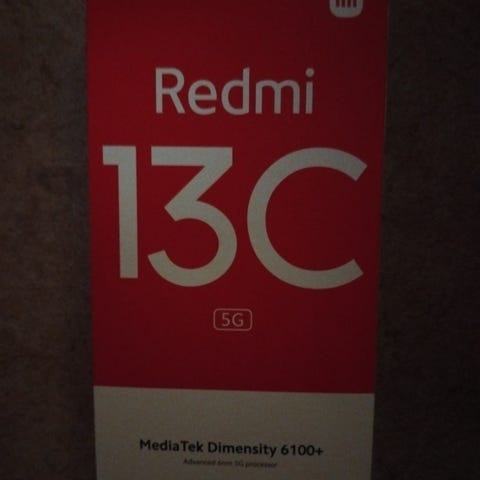 Redmi
13C
5G
MediaTek Dimensity 6100+
Advanced 6nm 5G processor